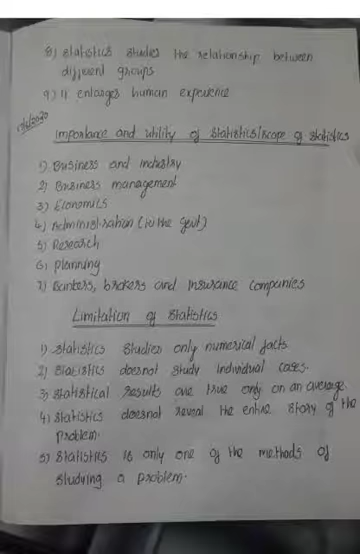 8) Statistics studies the relationship between
different groups
9) It enlarges human experience
Importance and utility of statistics/scope of statistics
1) Business and industry
2) Business management
3) Economics
4) Administration (to the govt)
5) Research
6) planning
7) Bankers, brokers and Insurance companies
Limitation of Statistics
1) Statistics studies only numerical facts.
2) Statistics doesnot study individual cases.
3) Statistical results are true only on an average.
4) Statistics doesnot reveal the entire story of the
problem.
5) Statistics is only one of the methods of
studying a problem.